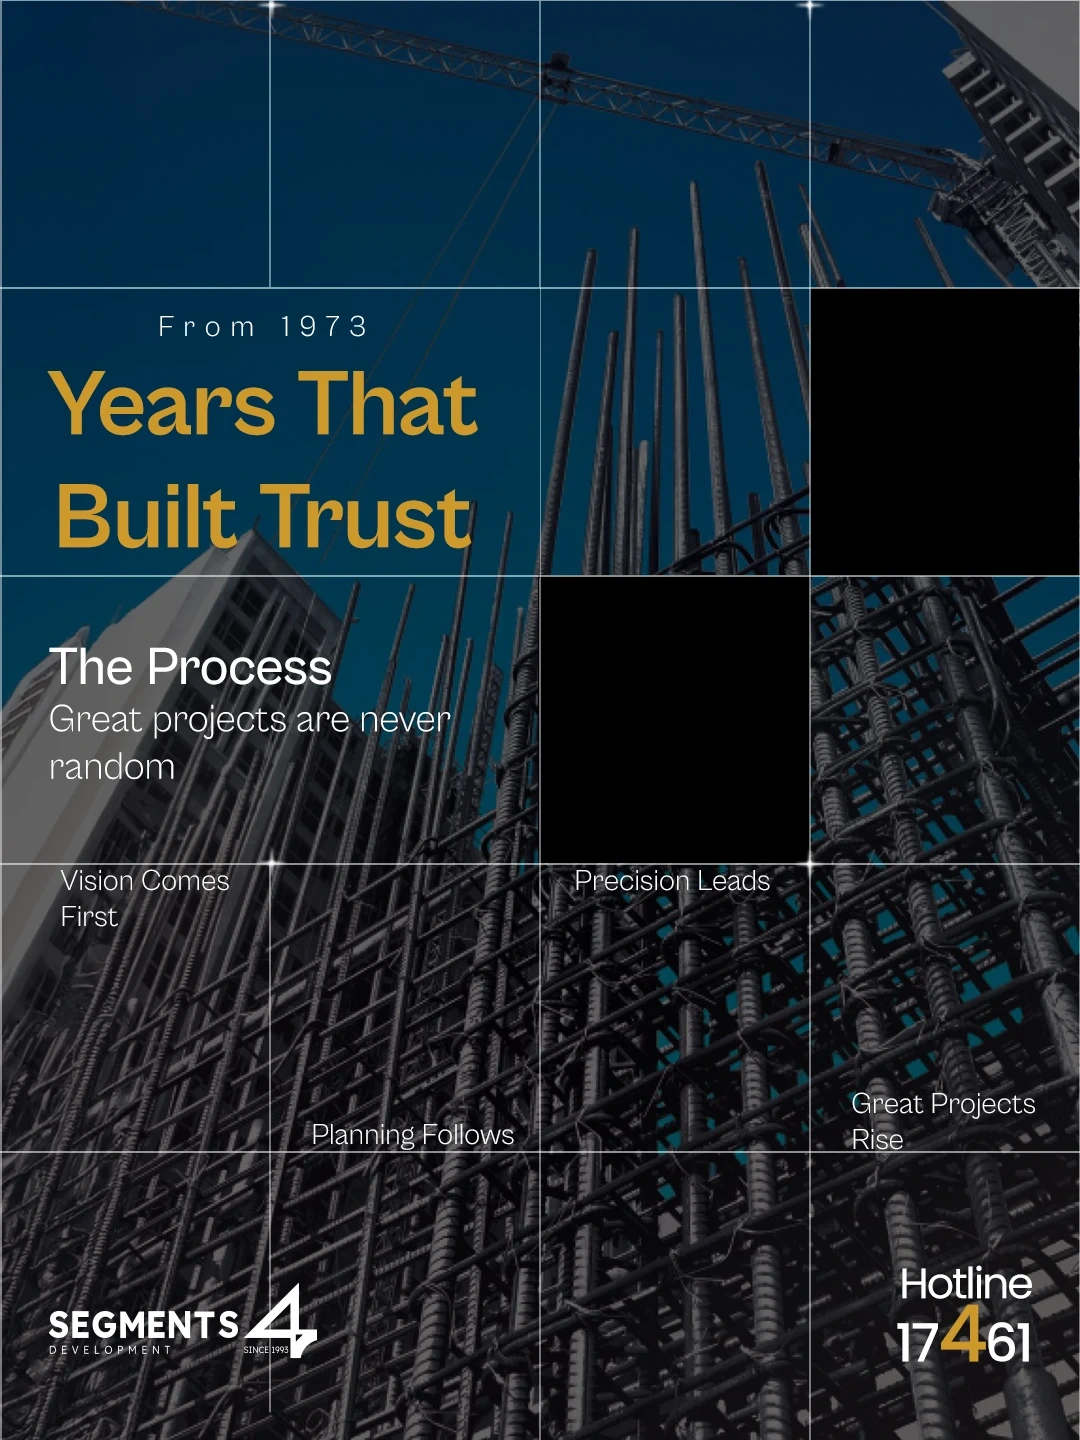 From 1973
Years That
Built Trust
The Process
Great projects are never
random
Vision Comes
First
Precision Leads
Planning Follows
Great Projects
Rise
SEGMENTS 4
DEVELOPMENT
SINCE 1993
Hotline
17461